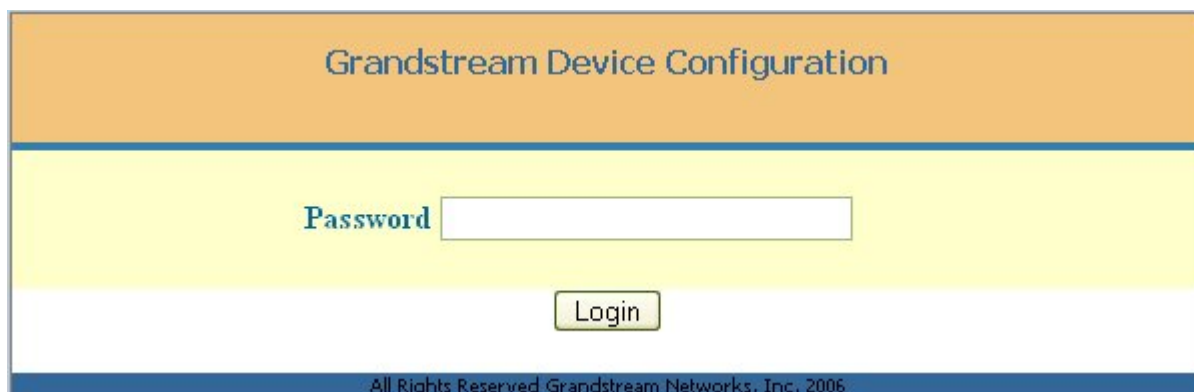 Grandstream Device Configuration
Password
Login
All Rights Reserved Grandstream Networks, Inc. 2006